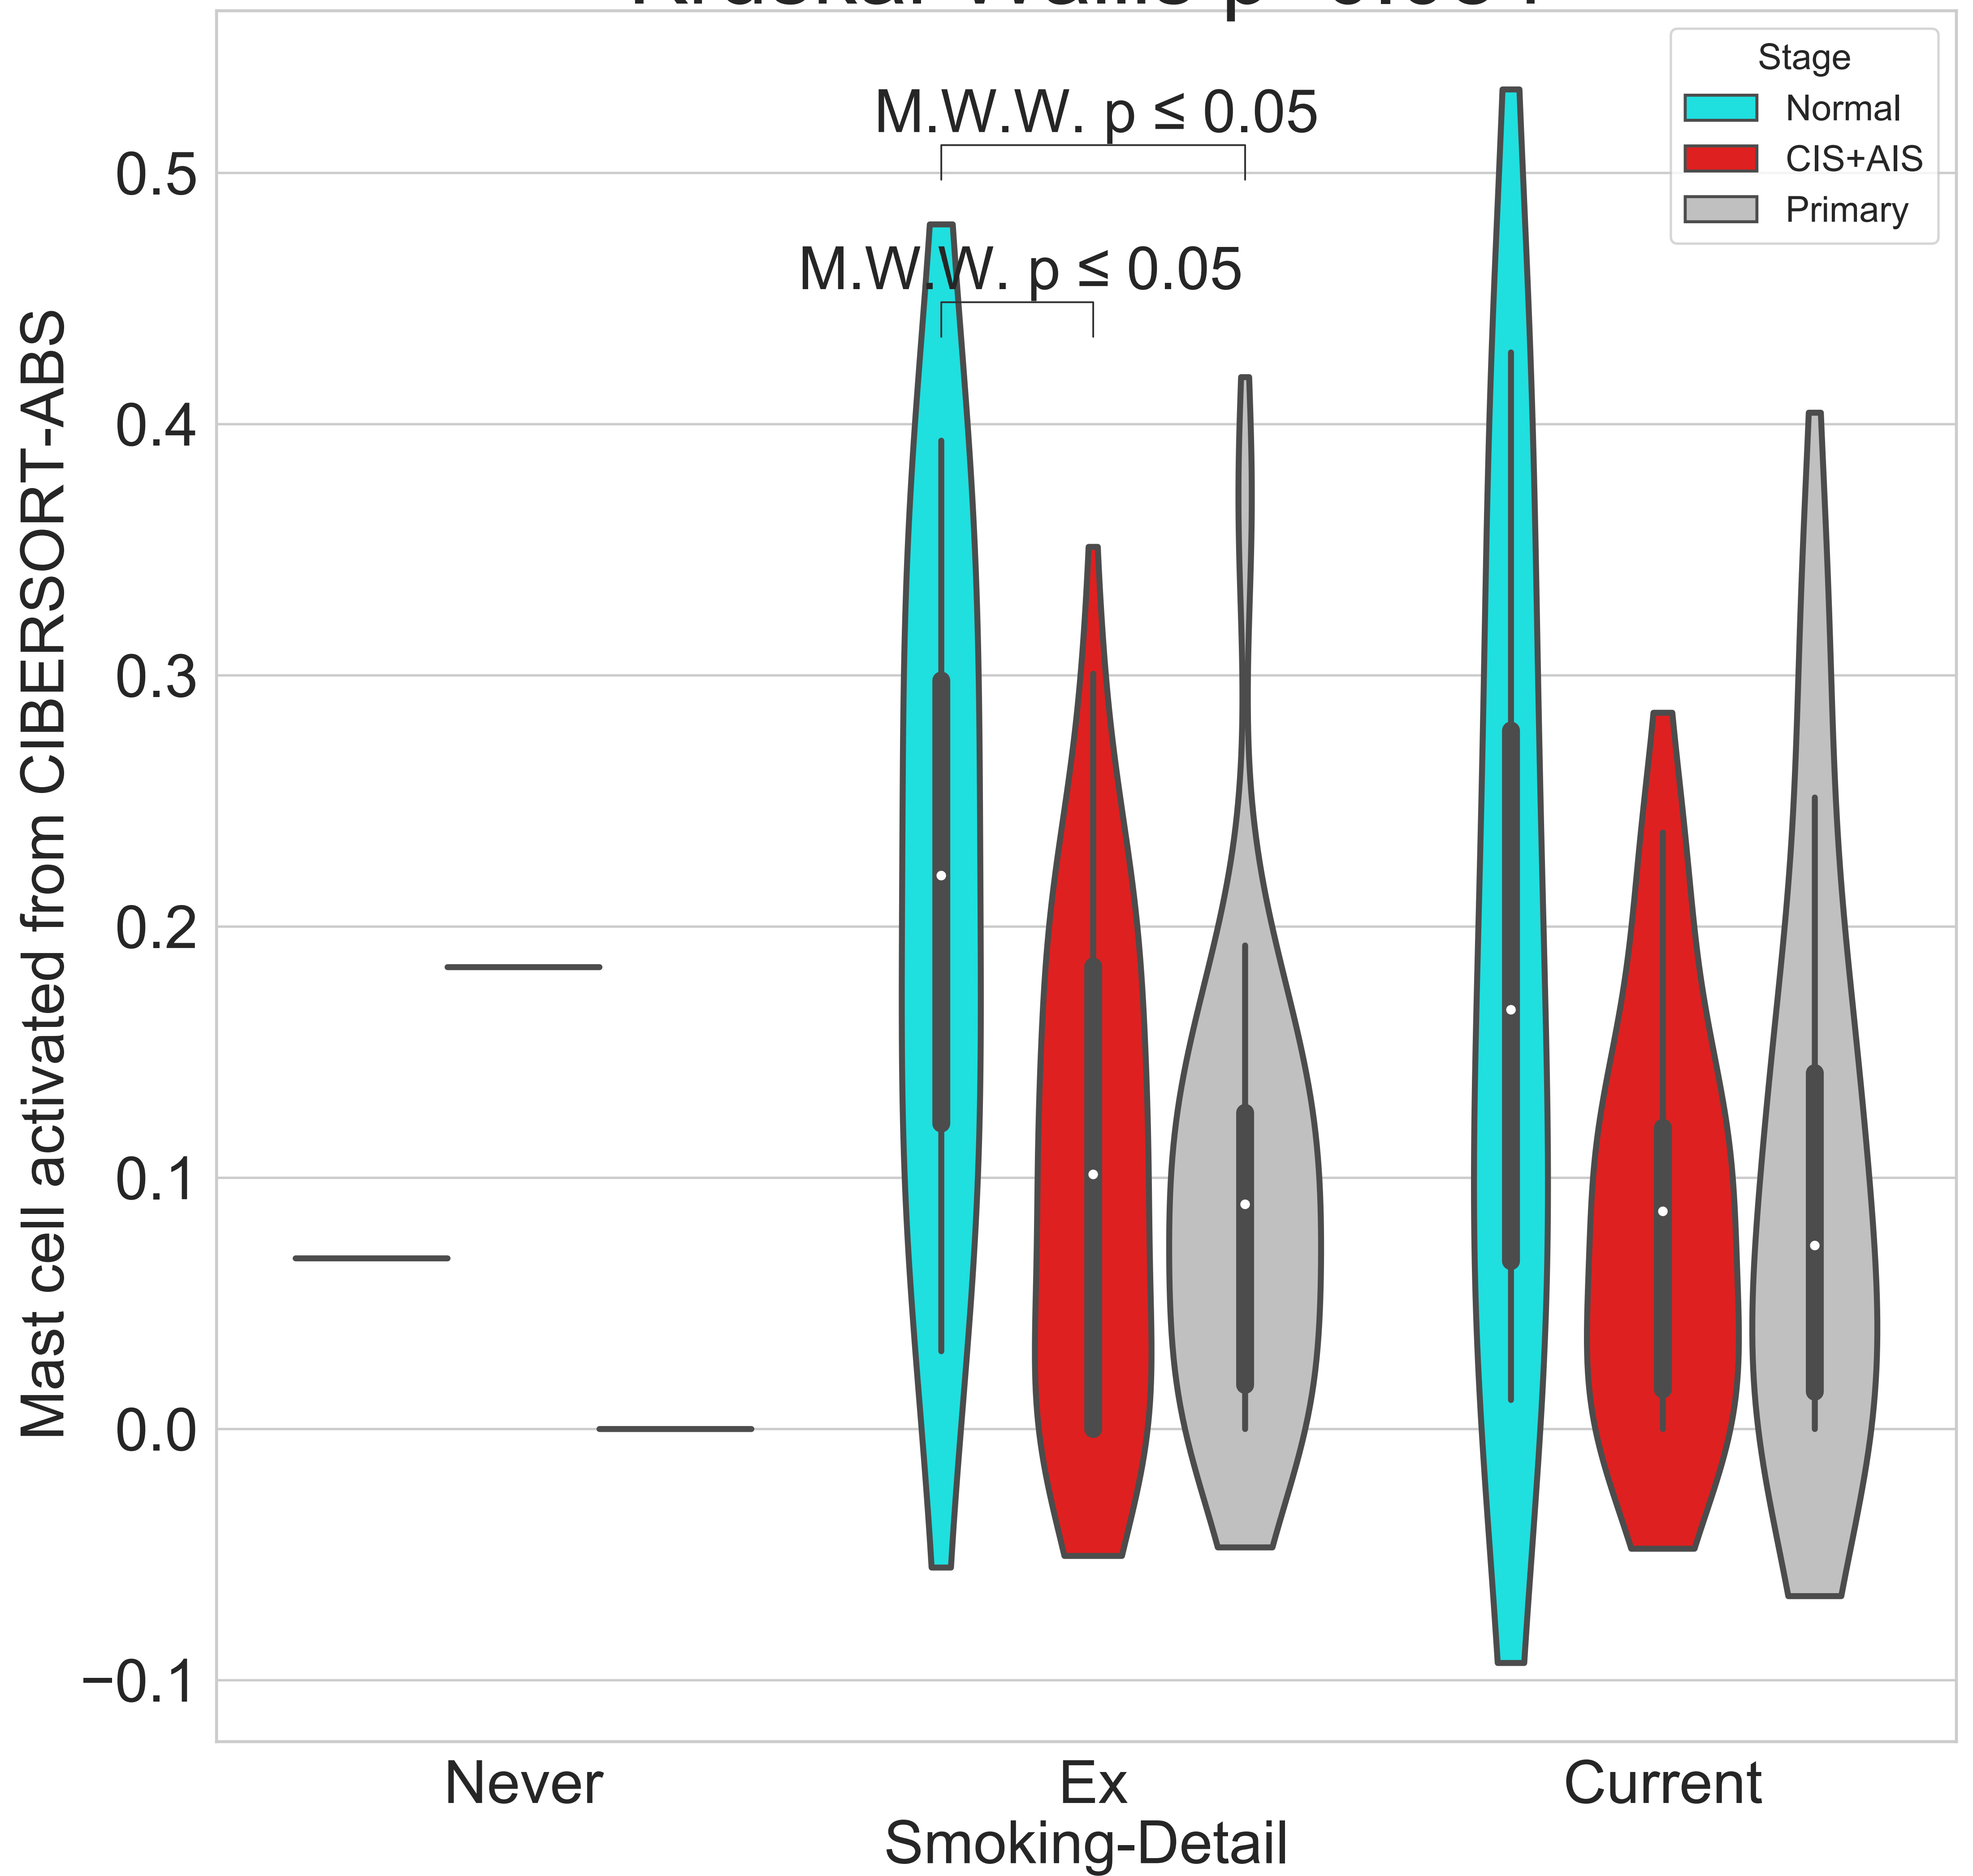 Stage
Normal
CIS+AIS
Primary
M.W.W. p ≤ 0.05
M.W.W. p ≤ 0.05
Mast cell activated from CIBERSORT-ABS
0.5
0.4
0.3
0.2
0.1
0.0
−0.1
Never
Ex
Current
Smoking-Detail